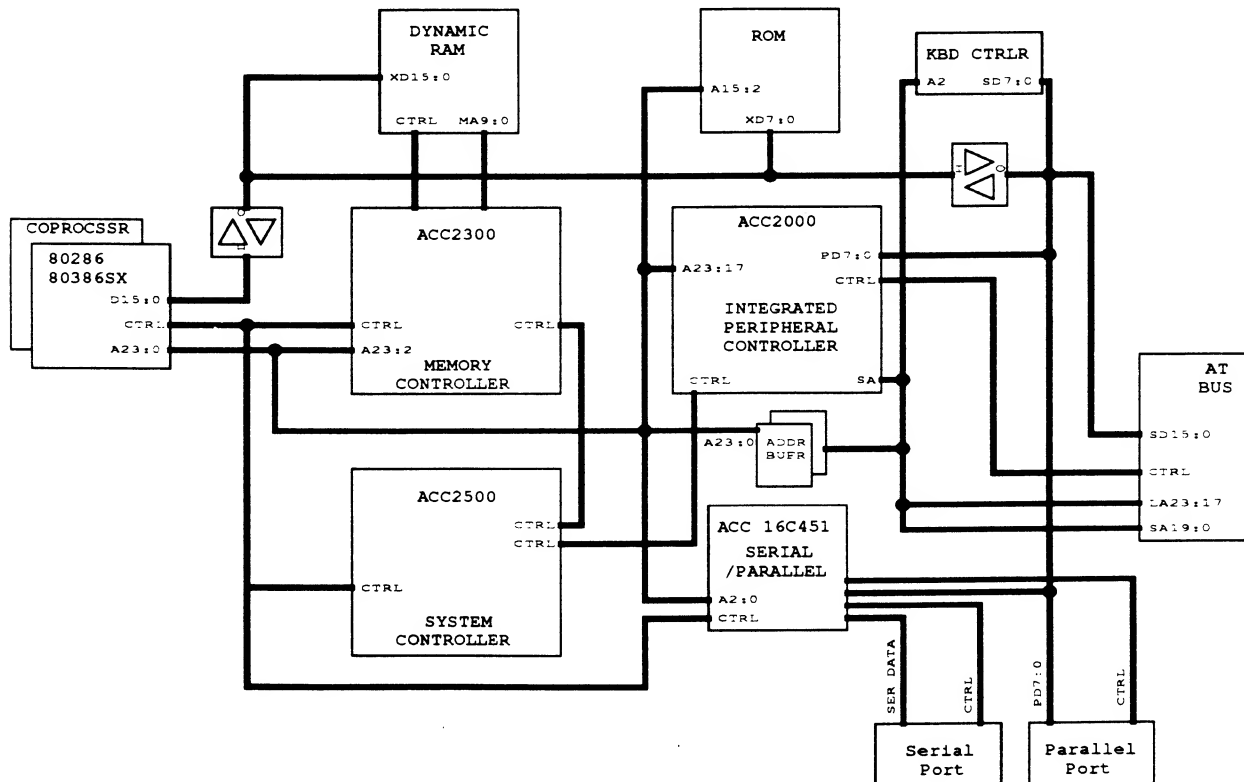 DYNAMIC
RAM
XD15:0
CTRL MA9:0
ROM
A15:2
XD7:0
KBD CTRLR
A2 SD7:0
COPROCSSR
80286
80386SX
D15:0
CTRL
A23:0
ACC2300
CTRL CTRL
A23:2
MEMORY
CONTROLLER
ACC2000
PD7:0
A23:17
CTRL
INTEGRATED
PERIPHERAL
CONTROLLER
CTRL SA
AT
BUS
SD15:0
CTRL
LA23:17
SA19:0
A23:0
ADDR
BUFR
ACC2500
CTRL
CTRL
CTRL
SYSTEM
CONTROLLER
ACC 16C451
SERIAL
/PARALLEL
A2:0
CTRL
SER DATA
CTRL
PD7:0
CTRL
Serial
Port
Parallel
Port